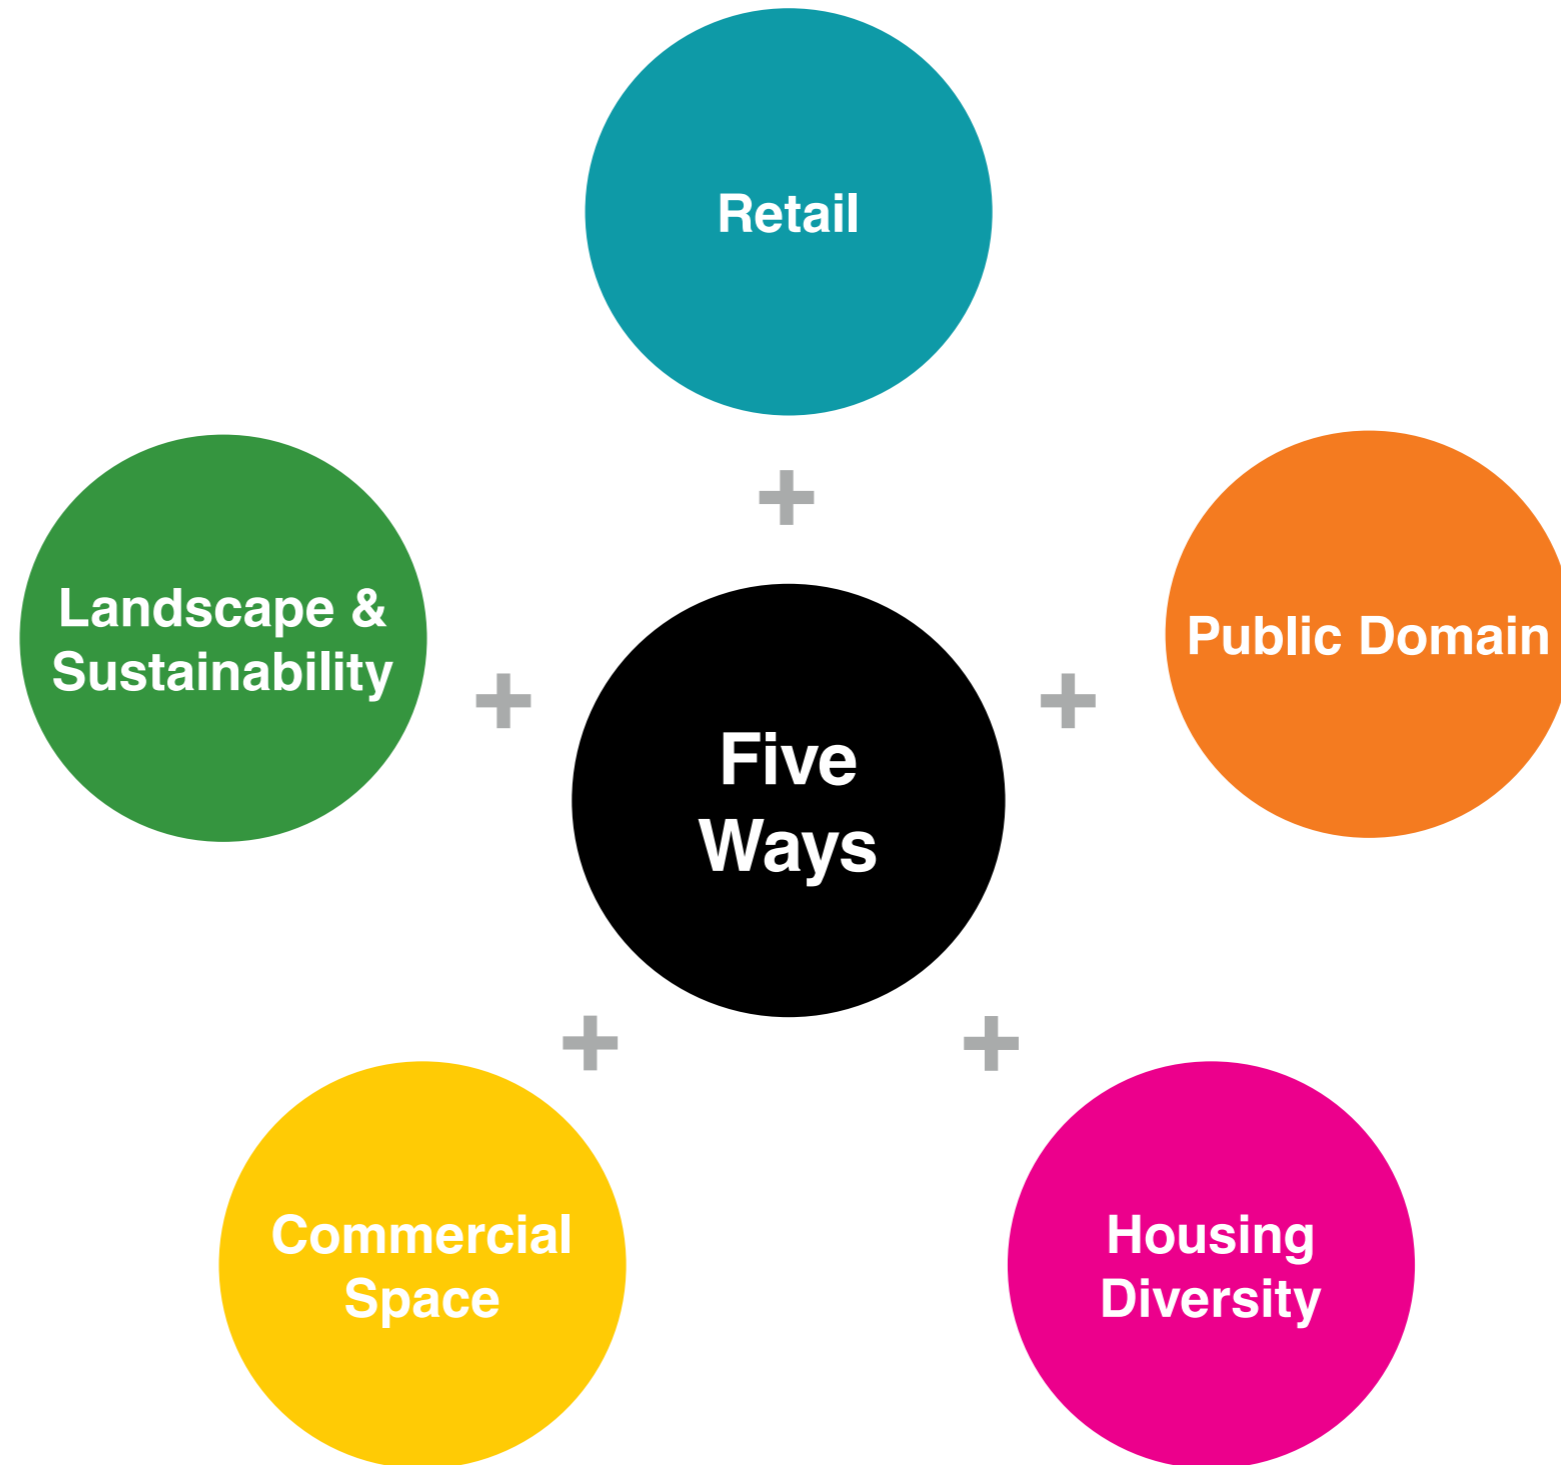 Retail
Landscape &
Sustainability
Public Domain
Five
Ways
Commercial
Space
Housing
Diversity